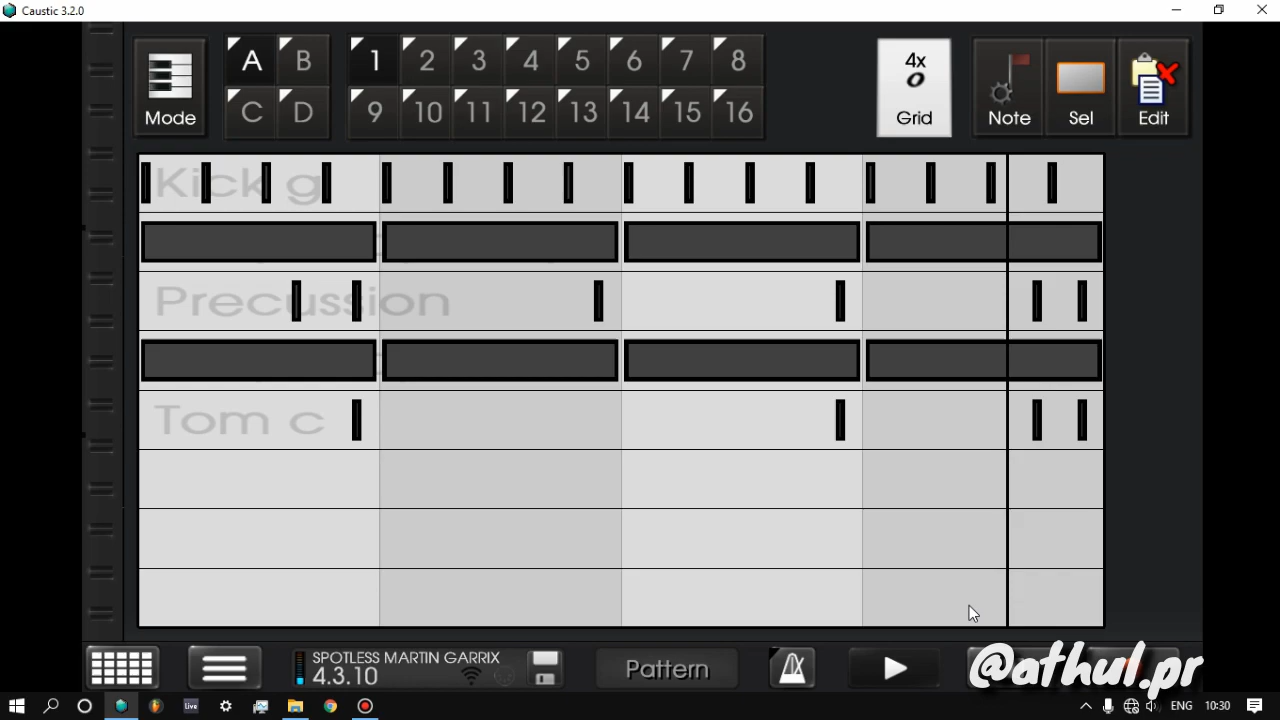 Caustic 3.2.0
Mode
A B
C D
1 2 3 4 5 6 7 8
9 10 11 12 13 14 15 16
4x
Grid
Note
Sel
Edit
Kick g
Precussion
Tom c
SPOTLESS MARTIN GARRIX
4.3.10
Pattern
@athul.pr
Live
ENG
10:30